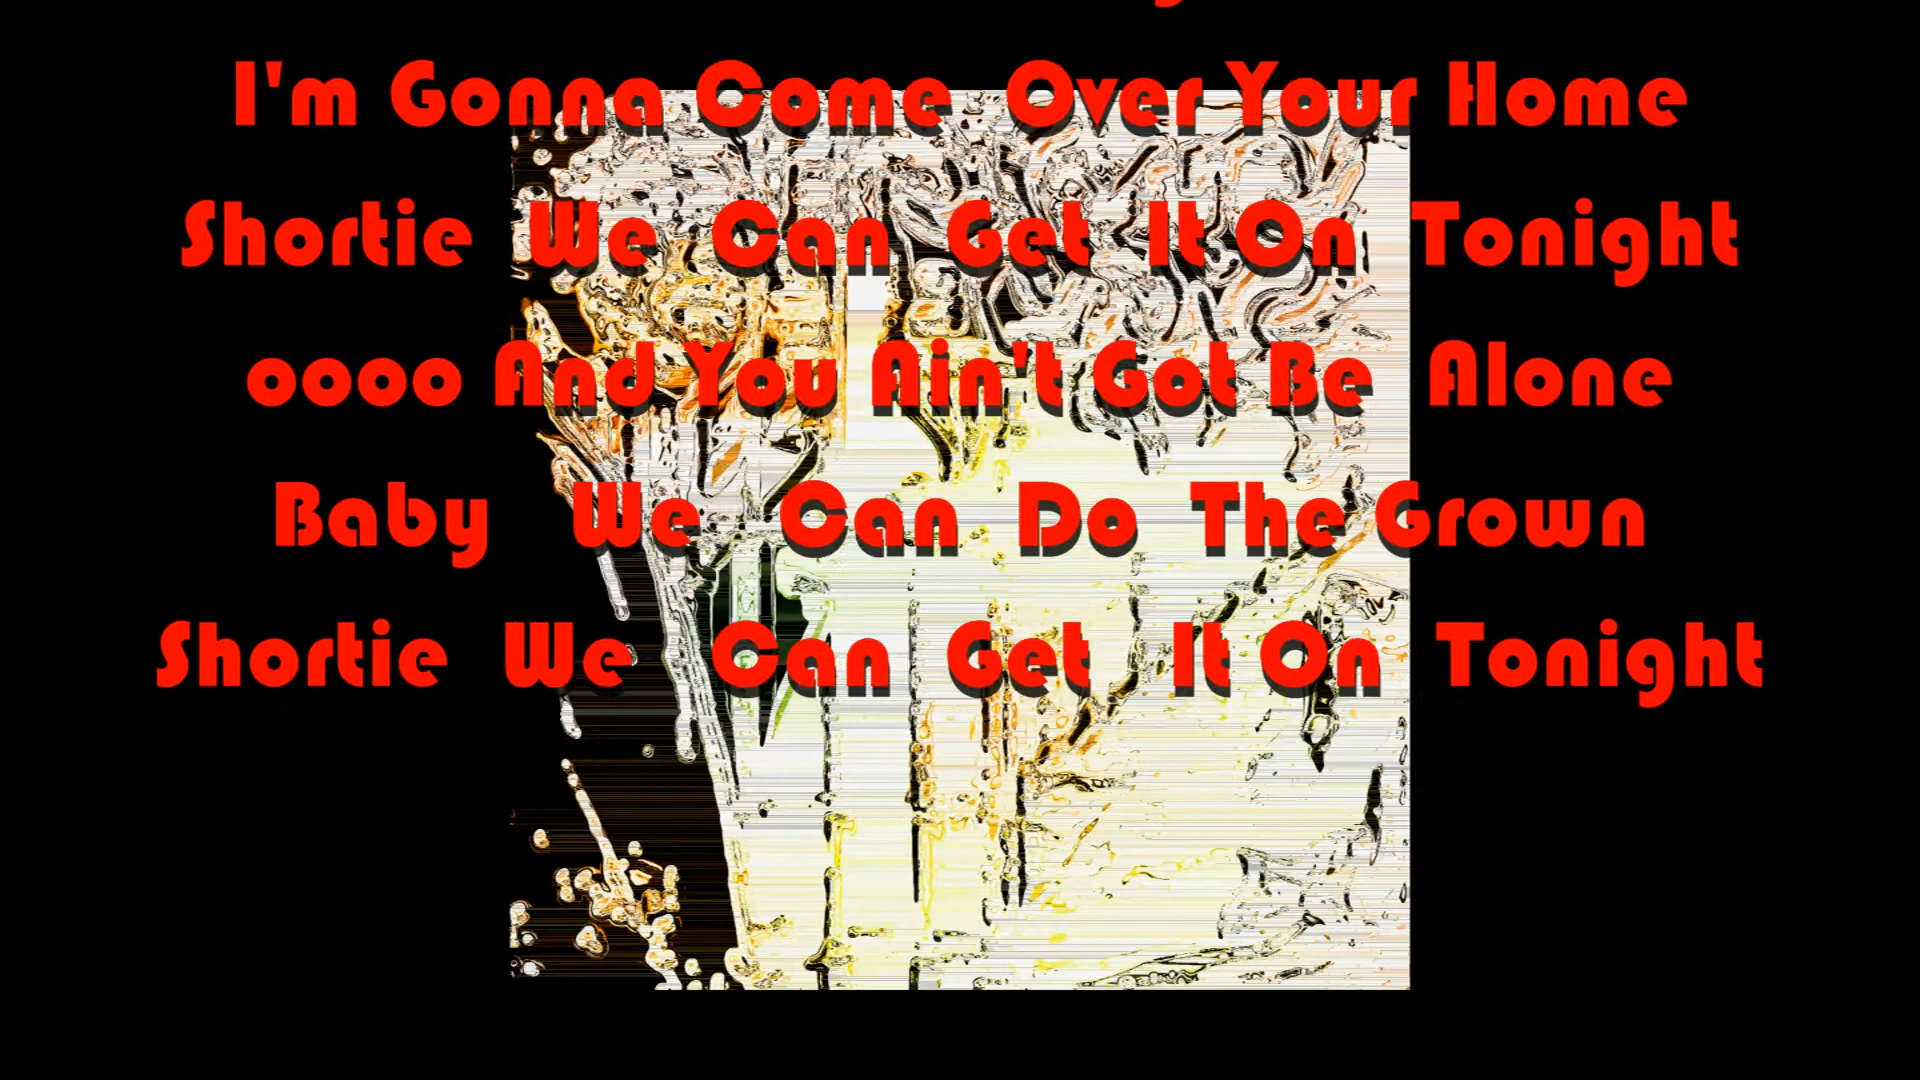 I'm Gonna Come Over Your Home
Shortie We Can Get It On Tonight
oooo And You Ain't Got Be Alone
Baby We Can Do The Grown
Shortie We Can Get It On Tonight